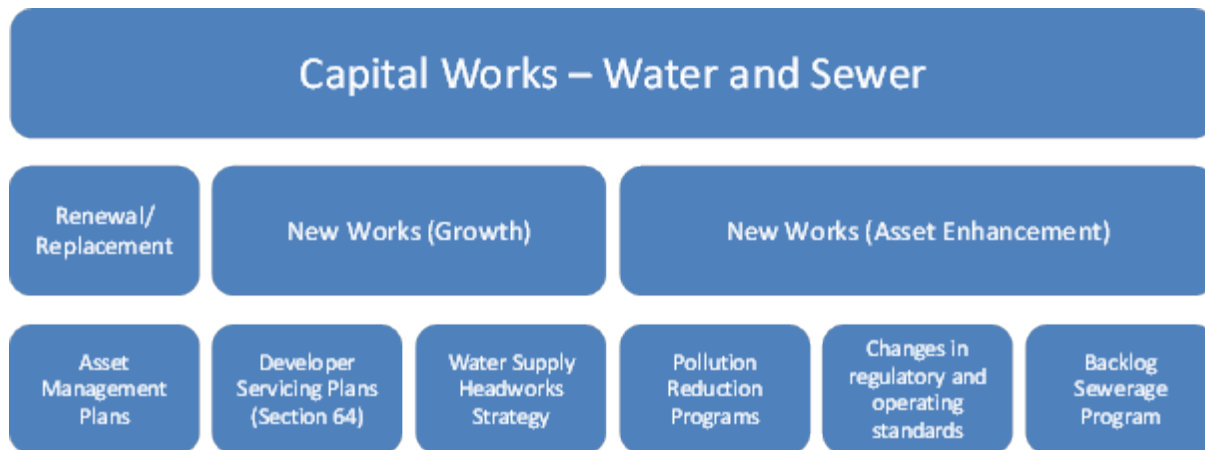 Capital Works – Water and Sewer
Renewal/
Replacement
New Works (Growth)
New Works (Asset Enhancement)
Asset
Management
Plans
Developer
Servicing Plans
(Section 64)
Water Supply
Headworks
Strategy
Pollution
Reduction
Programs
Changes in
regulatory and
operating
standards
Backlog
Sewerage
Program